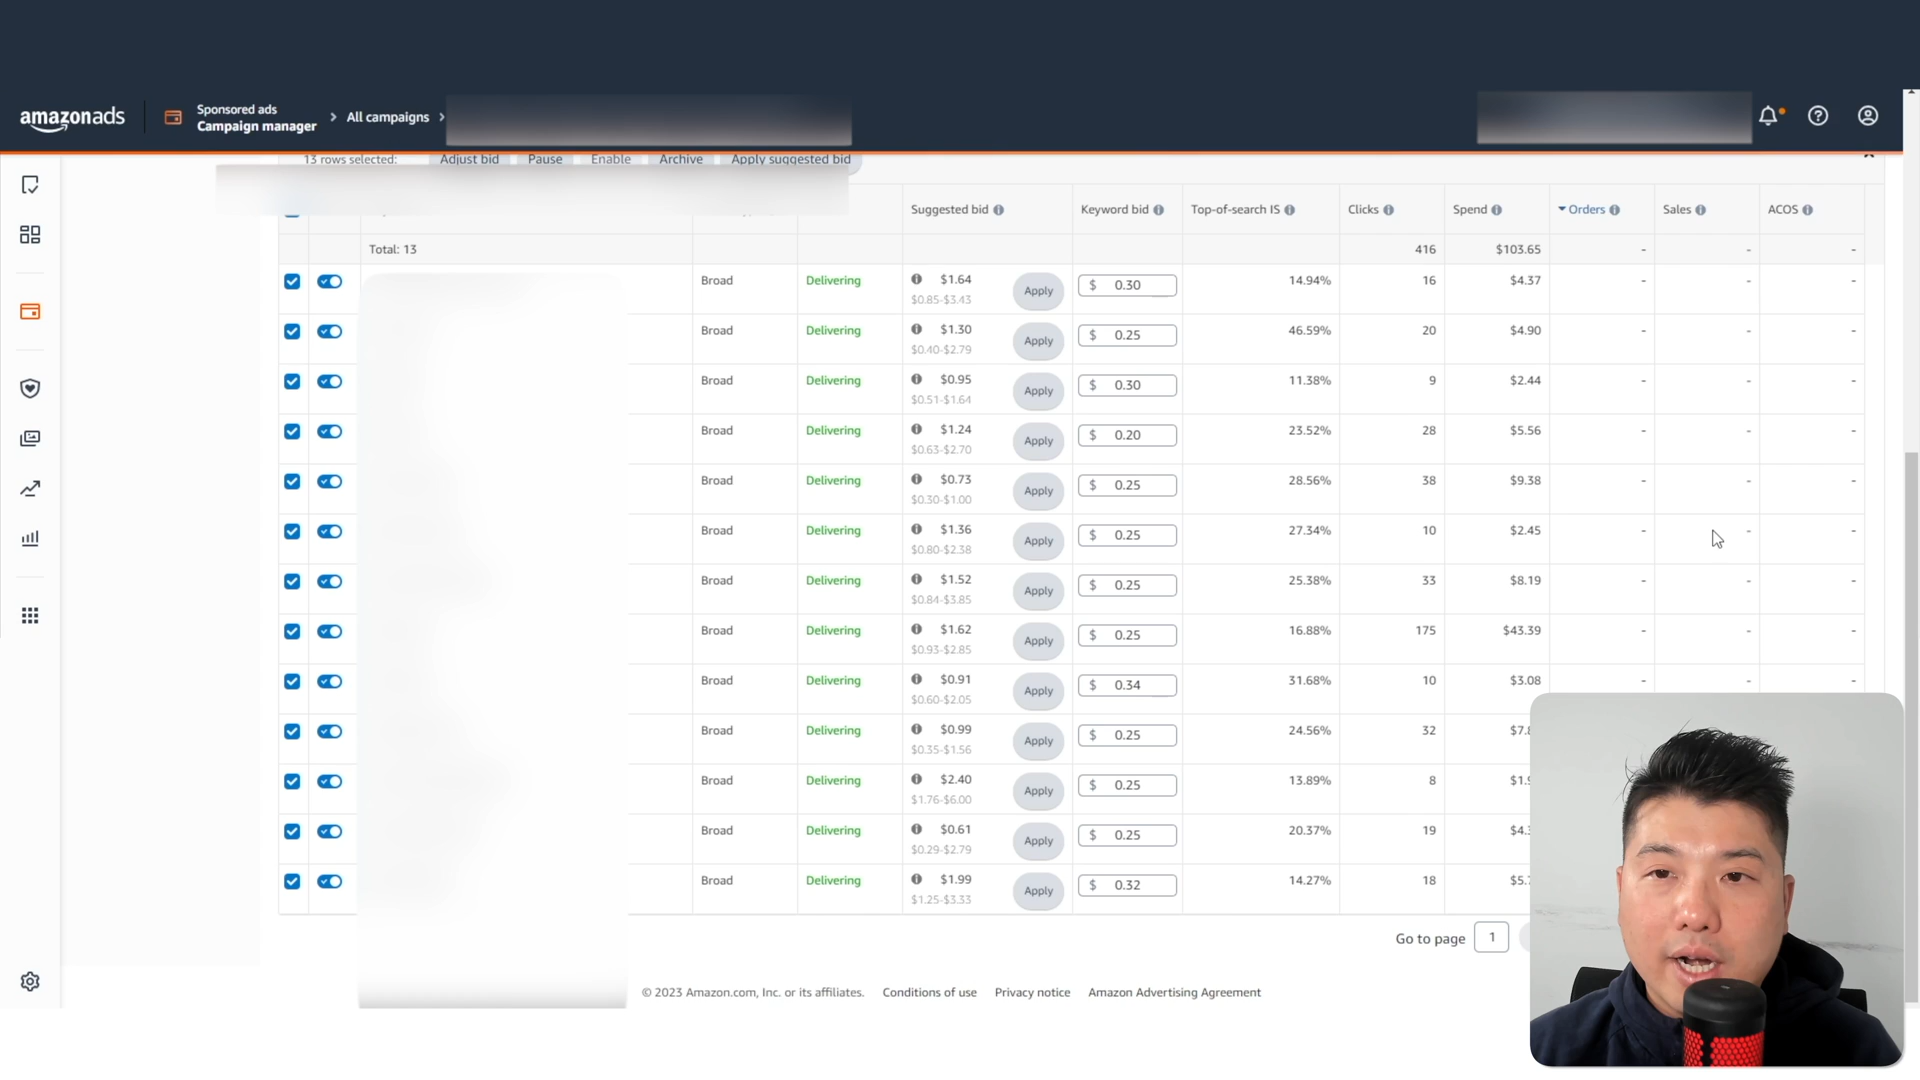 amazonads
Sponsored ads
Campaign manager
All campaigns
13 rows selected: Adjust bid Pause Enable Archive Apply suggested bid
Suggested bid Keyword bid Top-of-search IS Clicks Spend Orders Sales ACOS
Total: 13 416 $103.65 - - -
Broad Delivering $1.64 Apply $ 0.30 14.94% 16 $4.37 - - -
$0.85-$3.43
Broad Delivering $1.30 Apply $ 0.25 46.59% 20 $4.90 - - -
$0.40-$2.79
Broad Delivering $0.95 Apply $ 0.30 11.38% 9 $2.44 - - -
$0.51-$1.64
Broad Delivering $1.24 Apply $ 0.20 23.52% 28 $5.56 - - -
$0.63-$2.70
Broad Delivering $0.73 Apply $ 0.25 28.56% 38 $9.38 - - -
$0.30-$1.00
Broad Delivering $1.36 Apply $ 0.25 27.34% 10 $2.45 - - -
$0.80-$2.38
Broad Delivering $1.52 Apply $ 0.25 25.38% 33 $8.19 - - -
$0.84-$3.85
Broad Delivering $1.62 Apply $ 0.25 16.88% 175 $43.39 - - -
$0.93-$2.85
Broad Delivering $0.91 Apply $ 0.34 31.68% 10 $3.08 - - -
$0.60-$2.05
Broad Delivering $0.99 Apply $ 0.25 24.56% 32
$0.35-$1.56
Broad Delivering $2.40 Apply $ 0.25 13.89% 8
$1.76-$6.00
Broad Delivering $0.61 Apply $ 0.25 20.37% 19
$0.29-$2.79
Broad Delivering $1.99 Apply $ 0.32 14.27% 18
$1.25-$3.33
Go to page 1
© 2023 Amazon.com, Inc. or its affiliates. Conditions of use Privacy notice Amazon Advertising Agreement